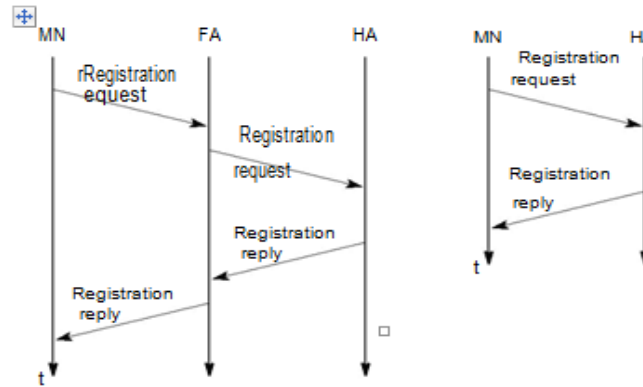 MN
FA
HA
rRegistration
equest
Registration
request
Registration
reply
Registration
reply
t
MN
H
Registration
request
Registration
reply
t